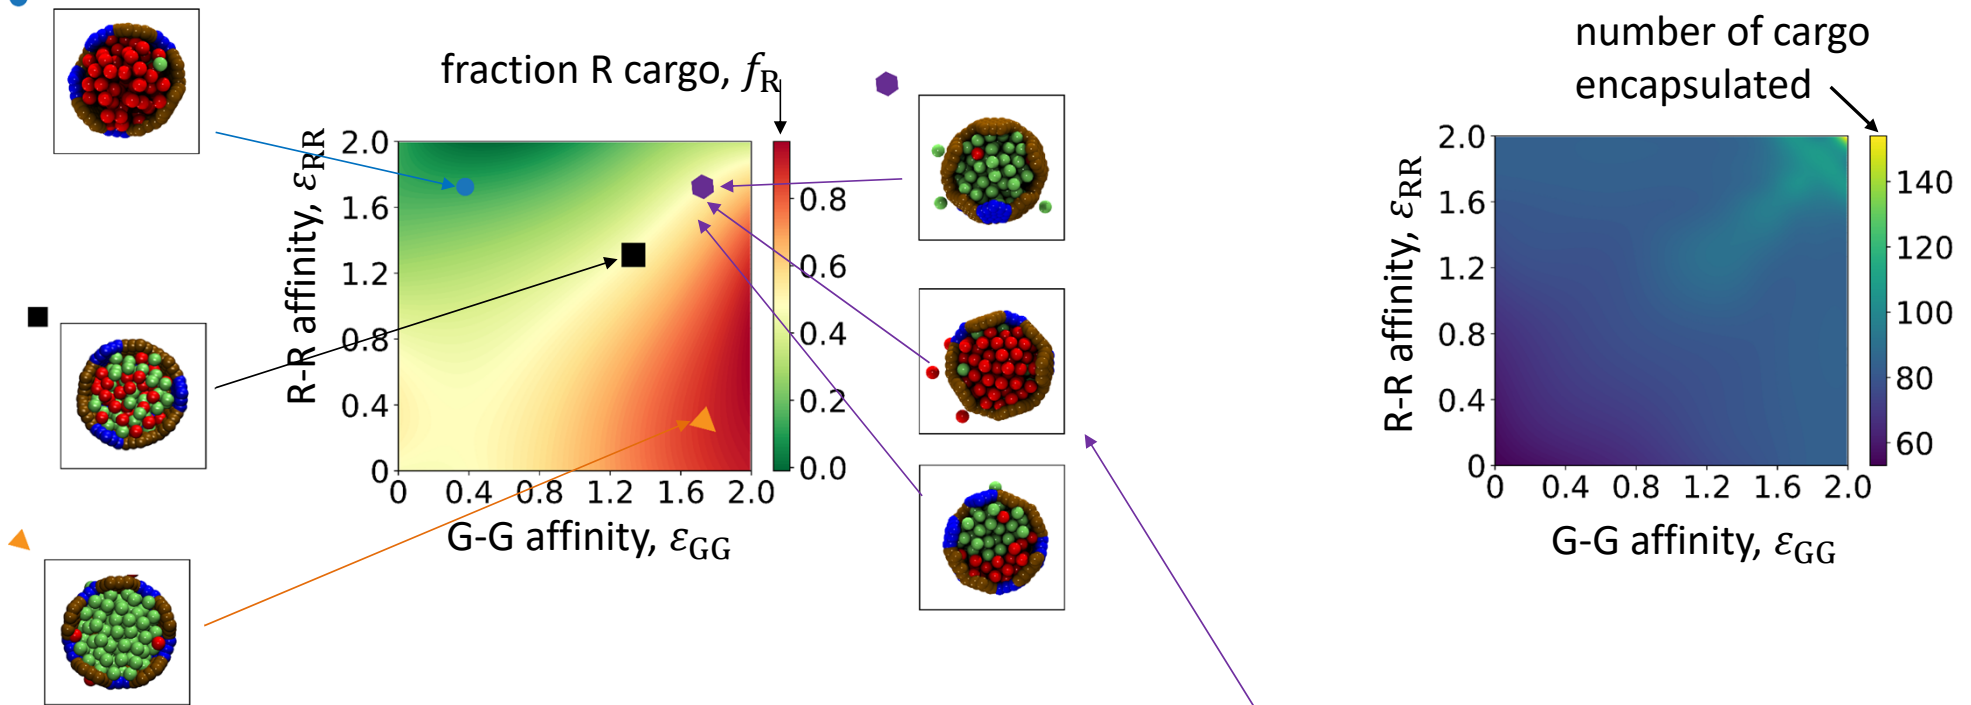 fraction R cargo, fR
R-R affinity, εRR
2.0
1.6
1.2
0.8
0.4
0
0 0.4 0.8 1.2 1.6 2.0
G-G affinity, εGG
0.8
0.6
0.4
0.2
0.0
number of cargo
encapsulated
R-R affinity, εRR
2.0
1.6
1.2
0.8
0.4
0
0 0.4 0.8 1.2 1.6 2.0
G-G affinity, εGG
140
120
100
80
60